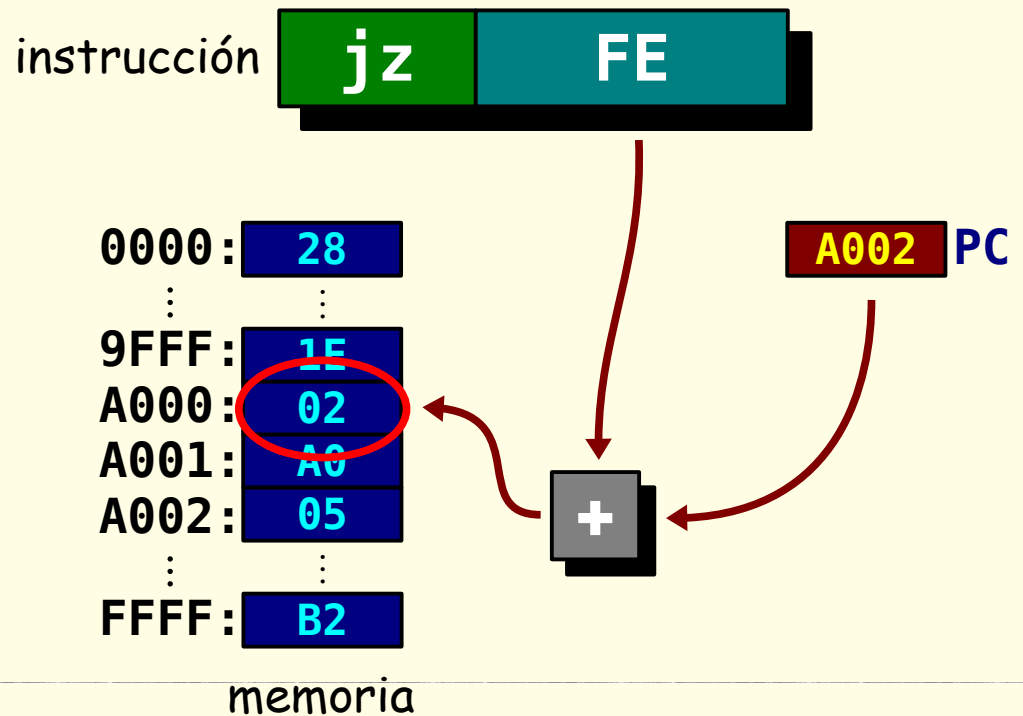 instrucción jz FE
0000: 28
A002 PC
⋮ ⋮
9FFF: 1E
A000: 02
A001: A0
+
A002: 05
⋮ ⋮
FFFF: B2
memoria